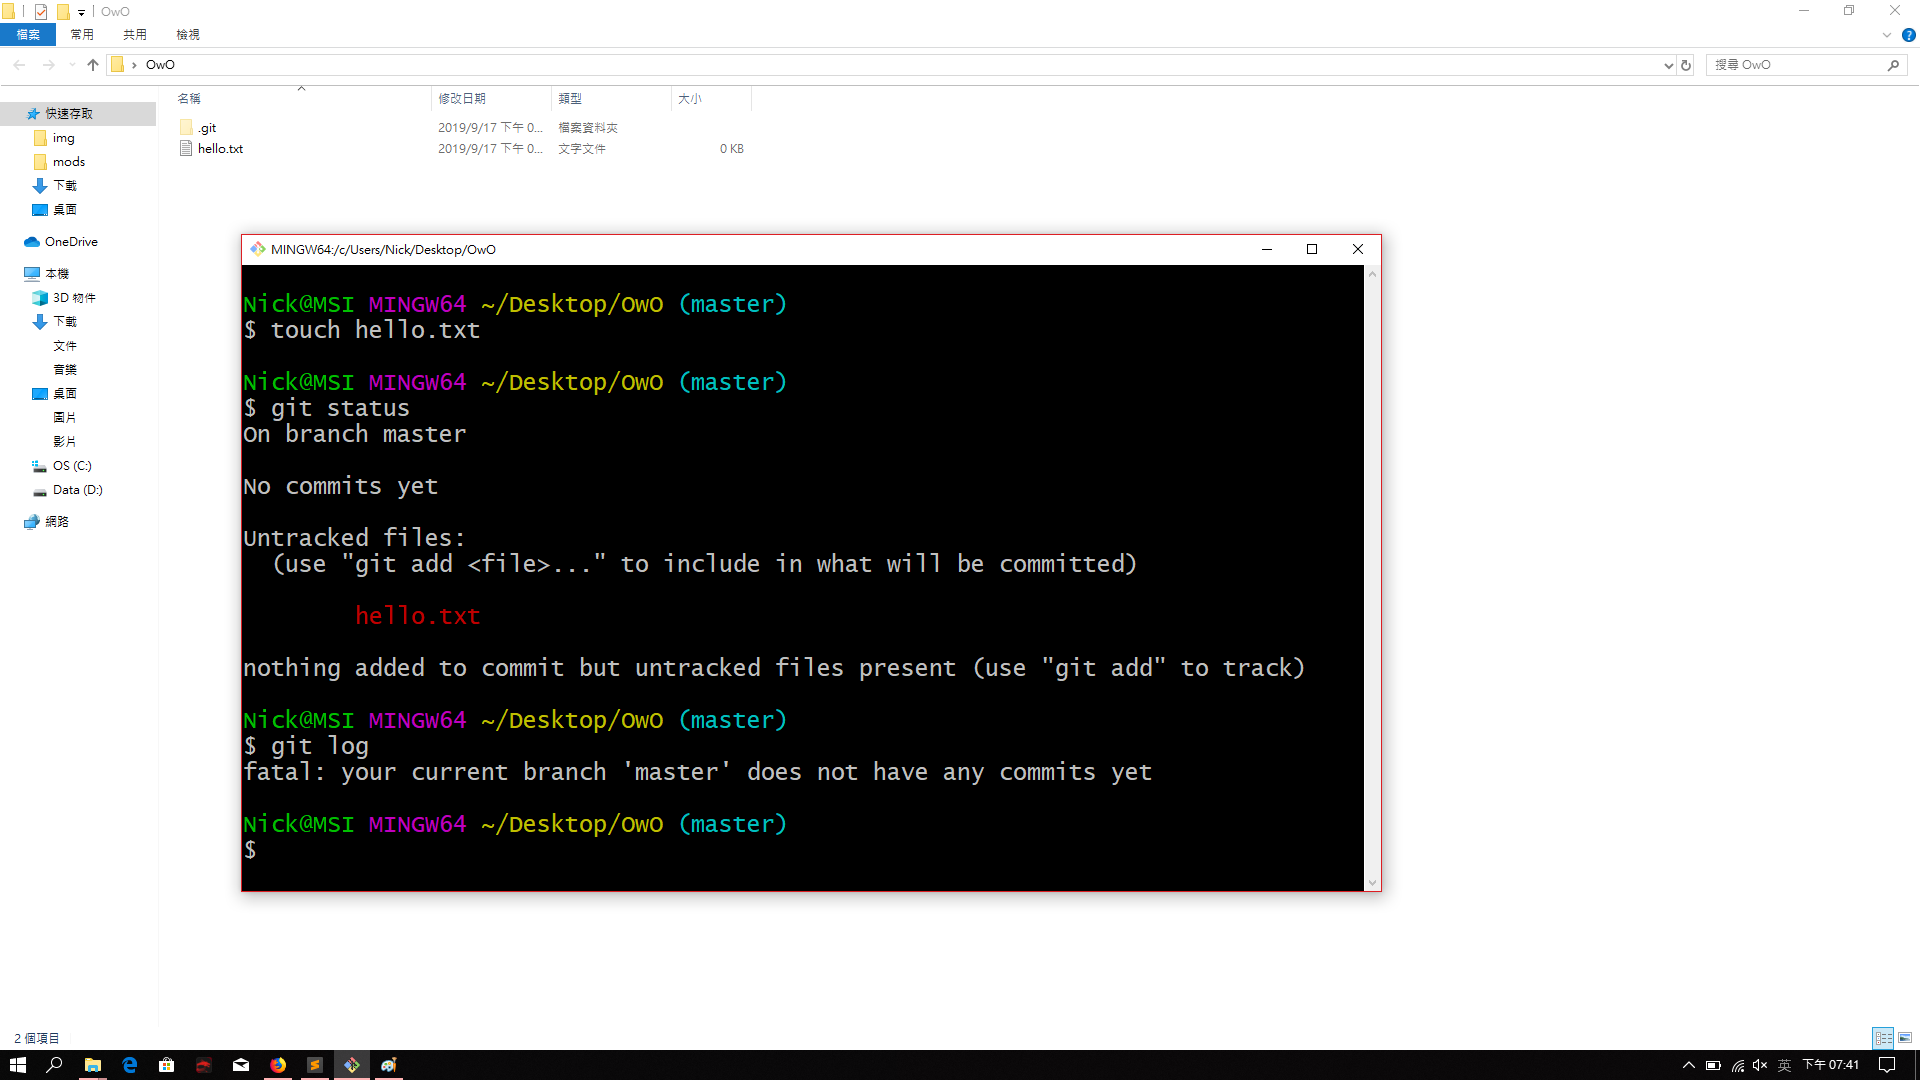 OwO
檔案 常用 共用 檢視
OwO
搜尋 OwO
名稱 修改日期 類型 大小
.git 2019/9/17 下午 0... 檔案資料夾
hello.txt 2019/9/17 下午 0... 文字文件 0 KB
快速存取
img
mods
下載
桌面
OneDrive
本機
3D 物件
下載
文件
音樂
桌面
圖片
影片
OS (C:)
Data (D:)
網路
MINGW64:/c/Users/Nick/Desktop/OwO
Nick@MSI MINGW64 ~/Desktop/OwO (master)
$ touch hello.txt
Nick@MSI MINGW64 ~/Desktop/OwO (master)
$ git status
On branch master
No commits yet
Untracked files:
(use "git add <file>..." to include in what will be committed)
hello.txt
nothing added to commit but untracked files present (use "git add" to track)
Nick@MSI MINGW64 ~/Desktop/OwO (master)
$ git log
fatal: your current branch 'master' does not have any commits yet
Nick@MSI MINGW64 ~/Desktop/OwO (master)
$
2 個項目
英 下午 07:41